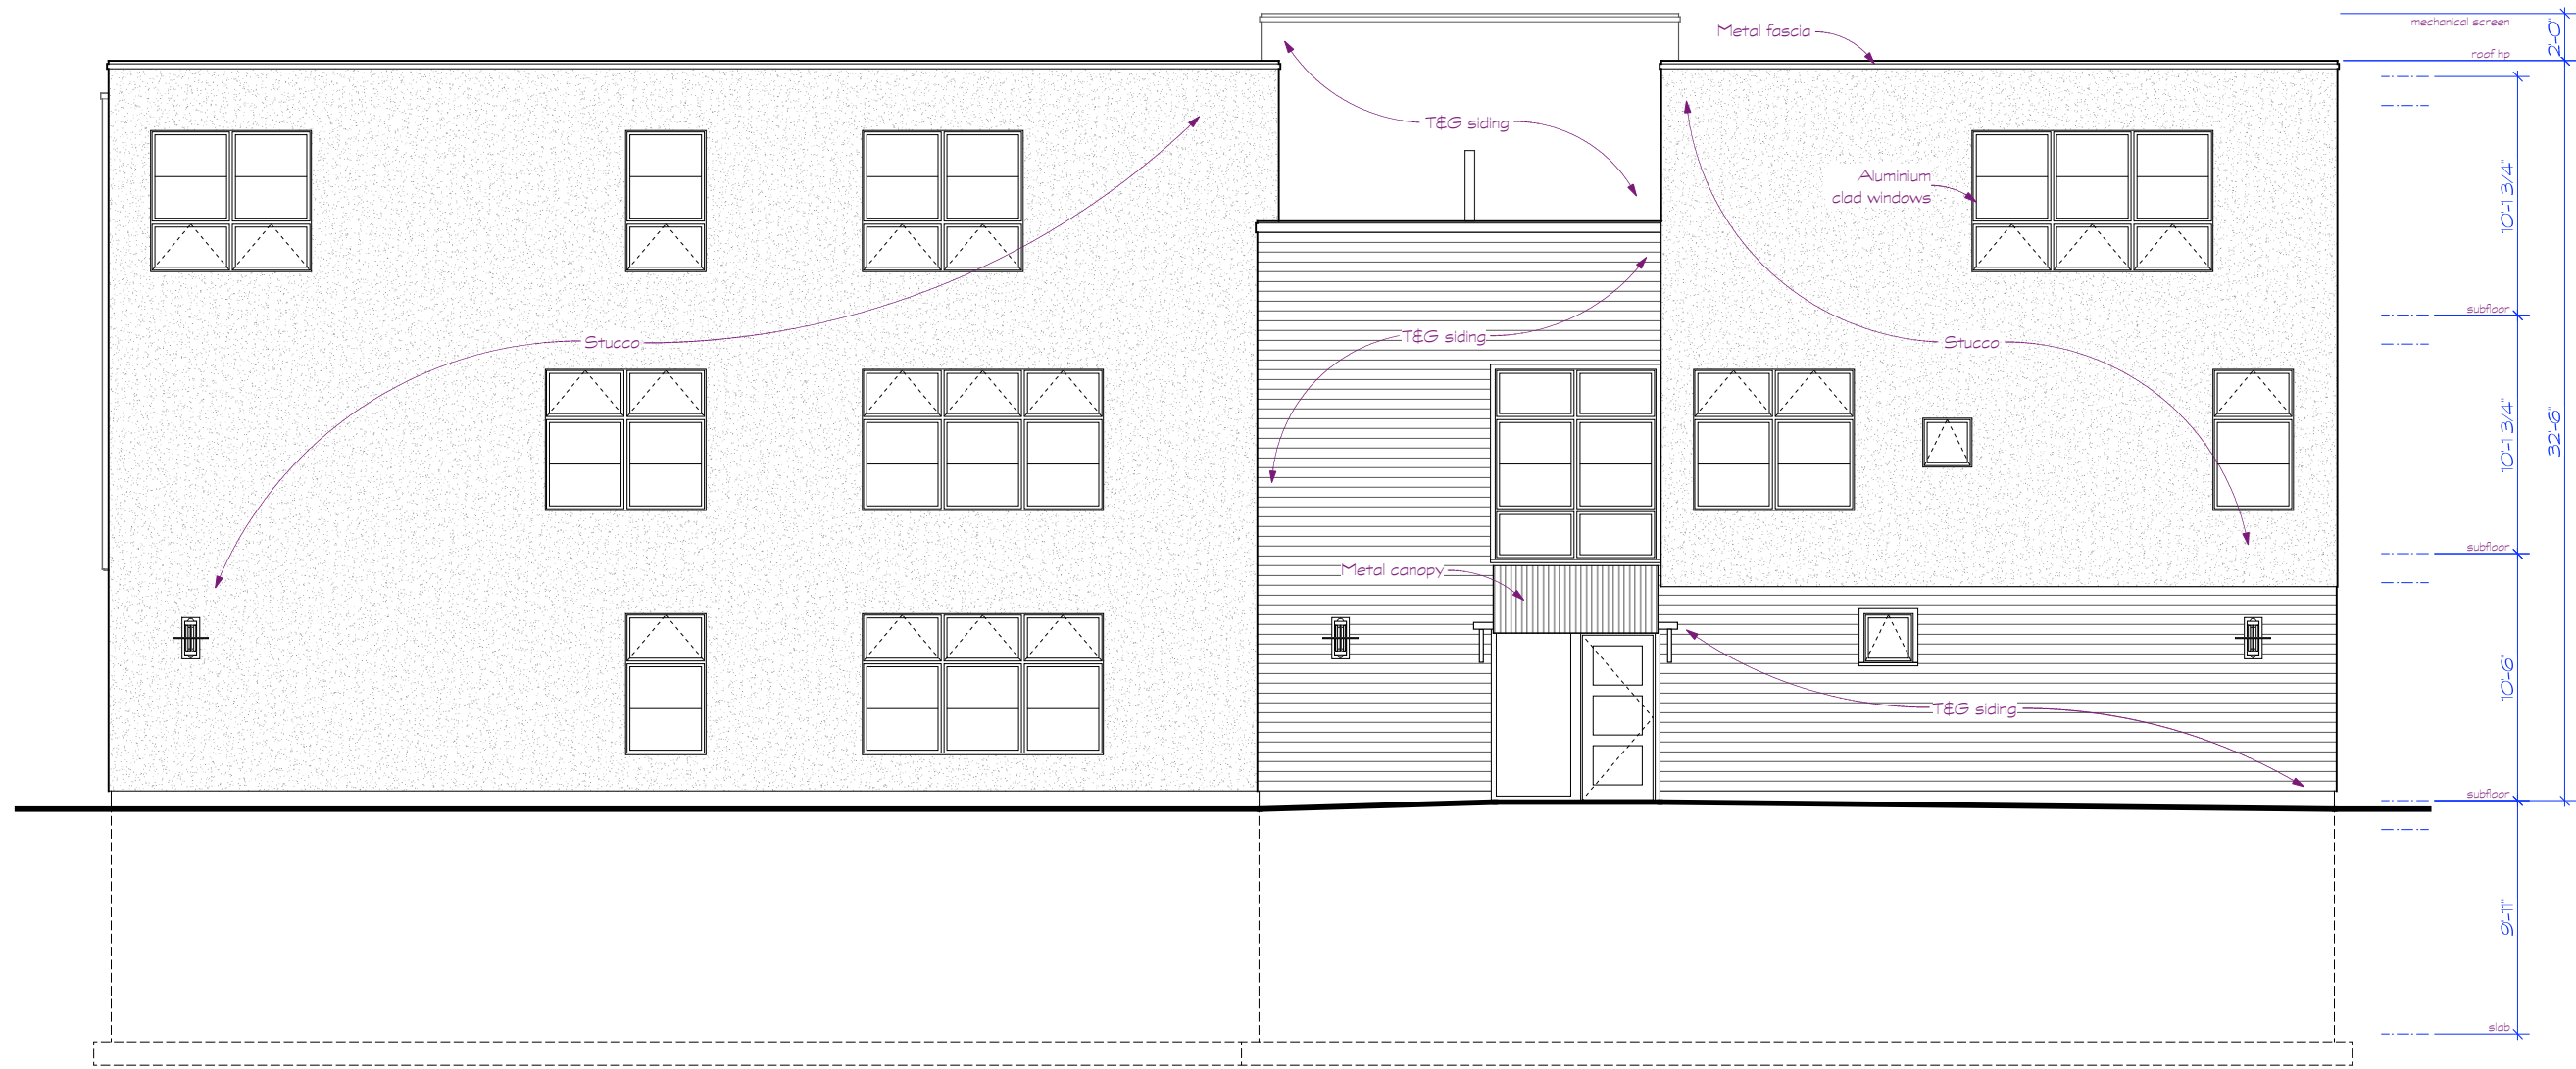 mechanical screen
2'-0"
Metal fascia
roof hp
T&G siding
Aluminium
clad windows
10'-1 3/4"
subfloor
T&G siding
Stucco
Stucco
10'-1 3/4"
32'-6"
subfloor
Metal canopy
10'-6"
T&G siding
subfloor
9'-11"
slab